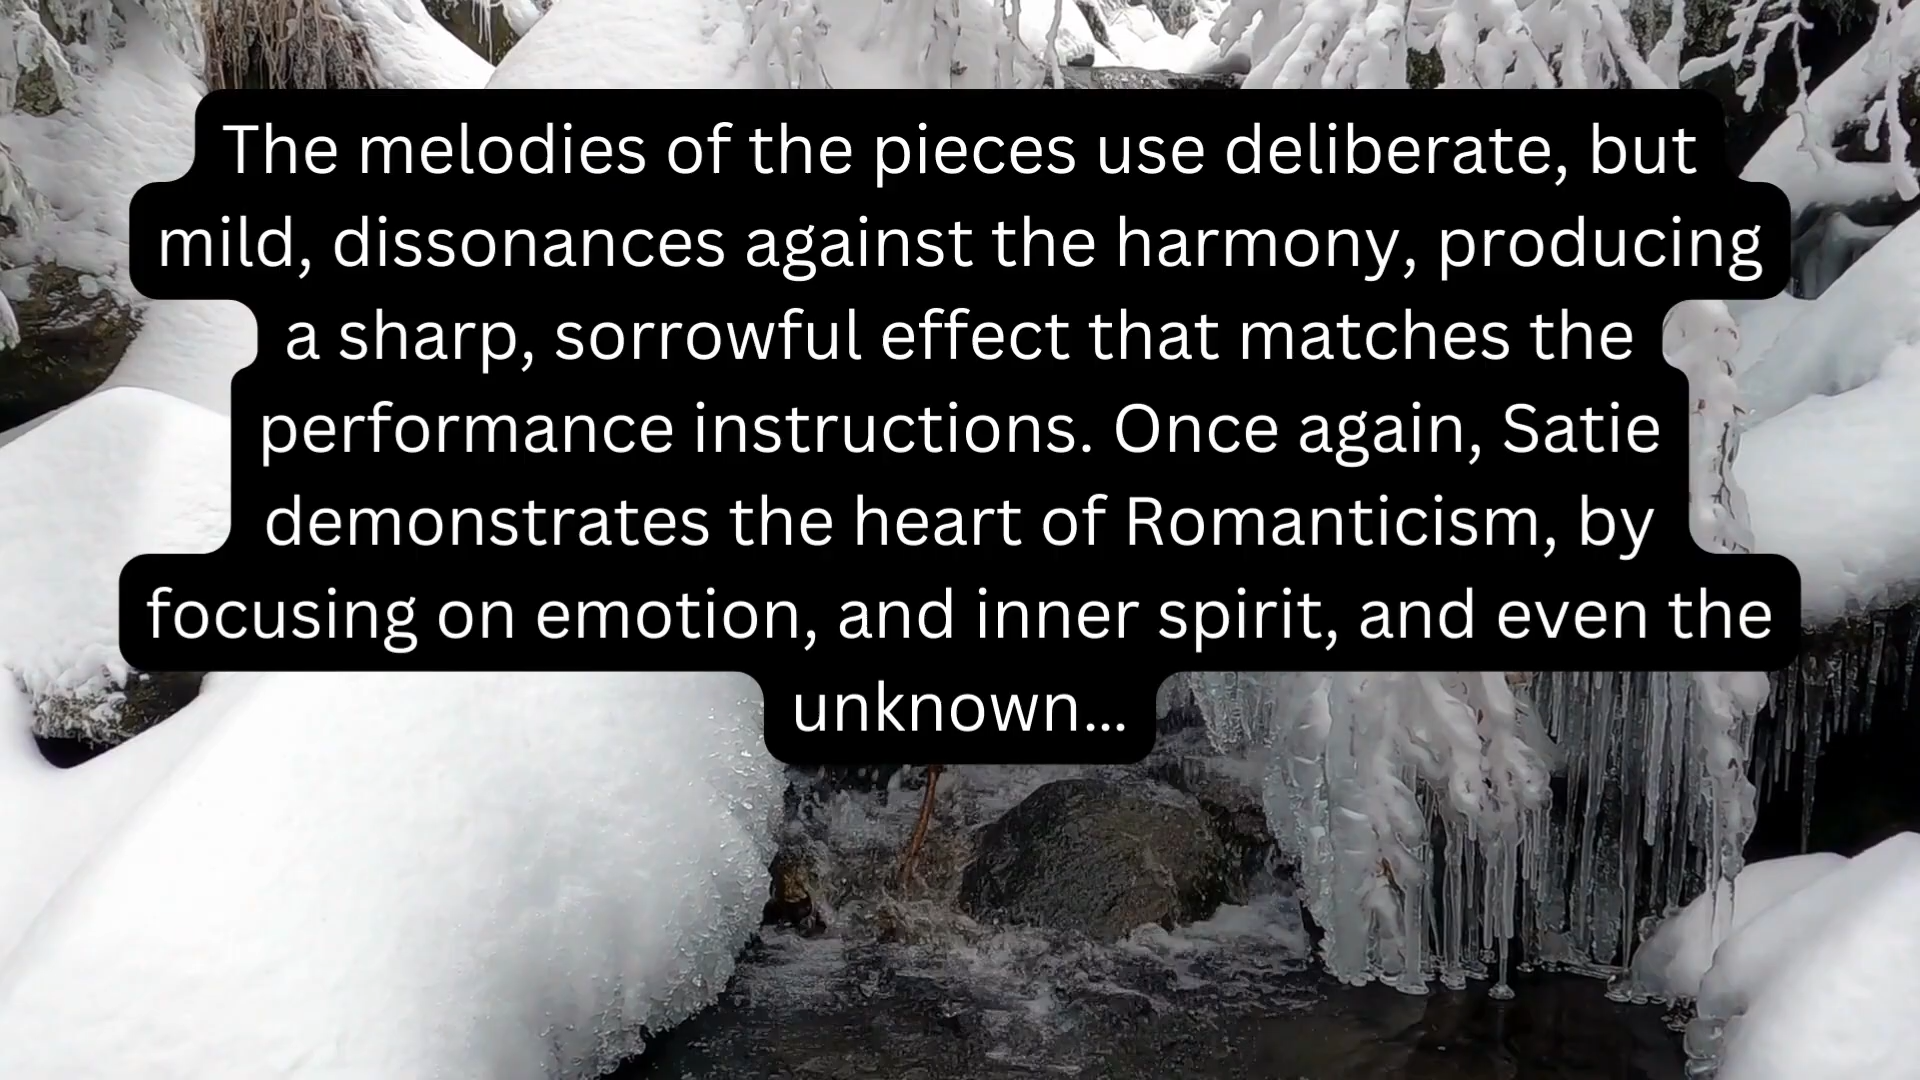 The melodies of the pieces use deliberate, but
mild, dissonances against the harmony, producing
a sharp, sorrowful effect that matches the
performance instructions. Once again, Satie
demonstrates the heart of Romanticism, by
focusing on emotion, and inner spirit, and even the
unknown...